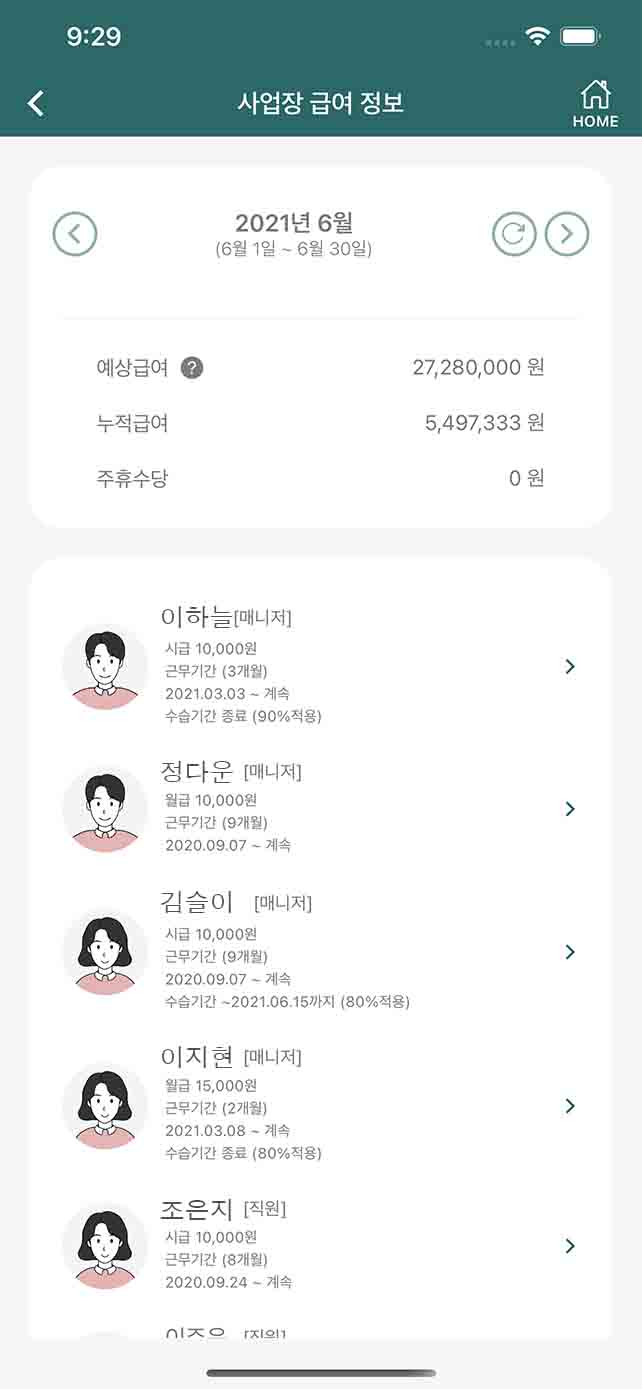 9:29
사업장 급여 정보
HOME
2021년 6월
(6월 1일 ~ 6월 30일)
예상급여 ?
27,280,000 원
누적급여
5,497,333 원
주휴수당
0 원
이하늘[매니저]
시급 10,000원
근무기간 (3개월)
2021.03.03 ~ 계속
수습기간 종료 (90%적용)
정다운 [매니저]
월급 10,000원
근무기간 (9개월)
2020.09.07 ~ 계속
김슬이 [매니저]
시급 10,000원
근무기간 (9개월)
2020.09.07 ~ 계속
수습기간 ~2021.06.15까지 (80%적용)
이지현 [매니저]
월급 15,000원
근무기간 (2개월)
2021.03.08 ~ 계속
수습기간 종료 (80%적용)
조은지 [직원]
시급 10,000원
근무기간 (8개월)
2020.09.24 ~ 계속
[직원]